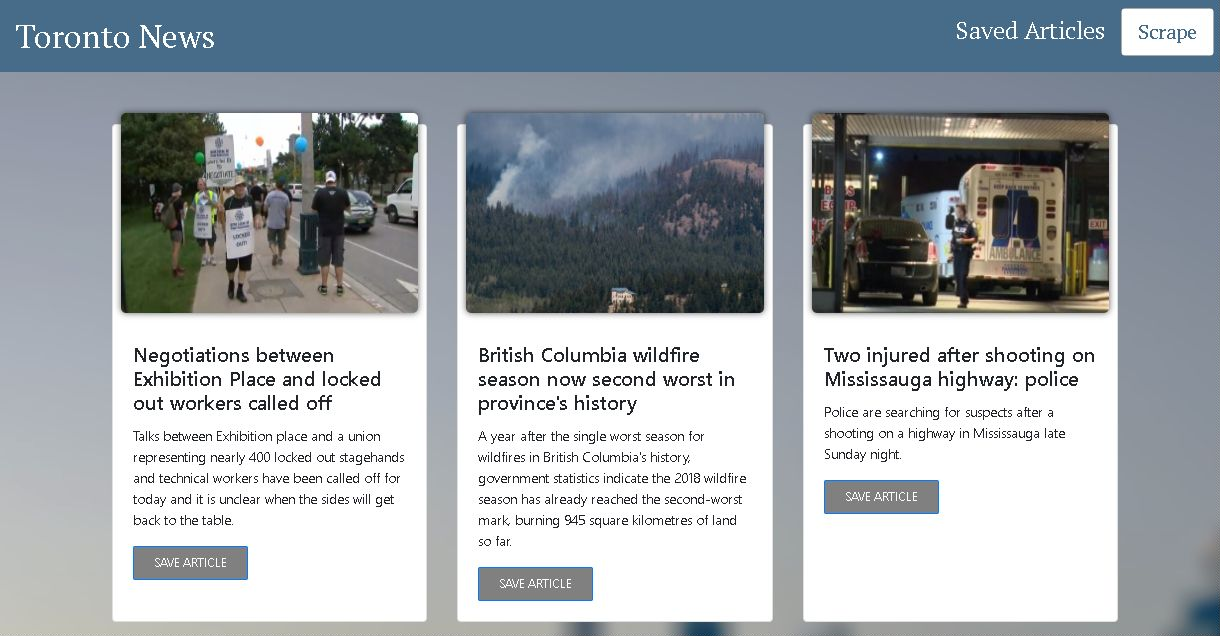 Toronto News
Saved Articles
Scrape
NEGOTIATE
LOCKED
OUT!
AMBULANCE
EXIT
Negotiations between
Exhibition Place and locked
out workers called off
Talks between Exhibition place and a union
representing nearly 400 locked out stagehands
and technical workers have been called off for
today and it is unclear when the sides will get
back to the table.
SAVE ARTICLE
British Columbia wildfire
season now second worst in
province's history
A year after the single worst season for
wildfires in British Columbia's history,
government statistics indicate the 2018 wildfire
season has already reached the second-worst
mark, burning 945 square kilometres of land
so far.
SAVE ARTICLE
Two injured after shooting on
Mississauga highway: police
Police are searching for suspects after a
shooting on a highway in Mississauga late
Sunday night.
SAVE ARTICLE